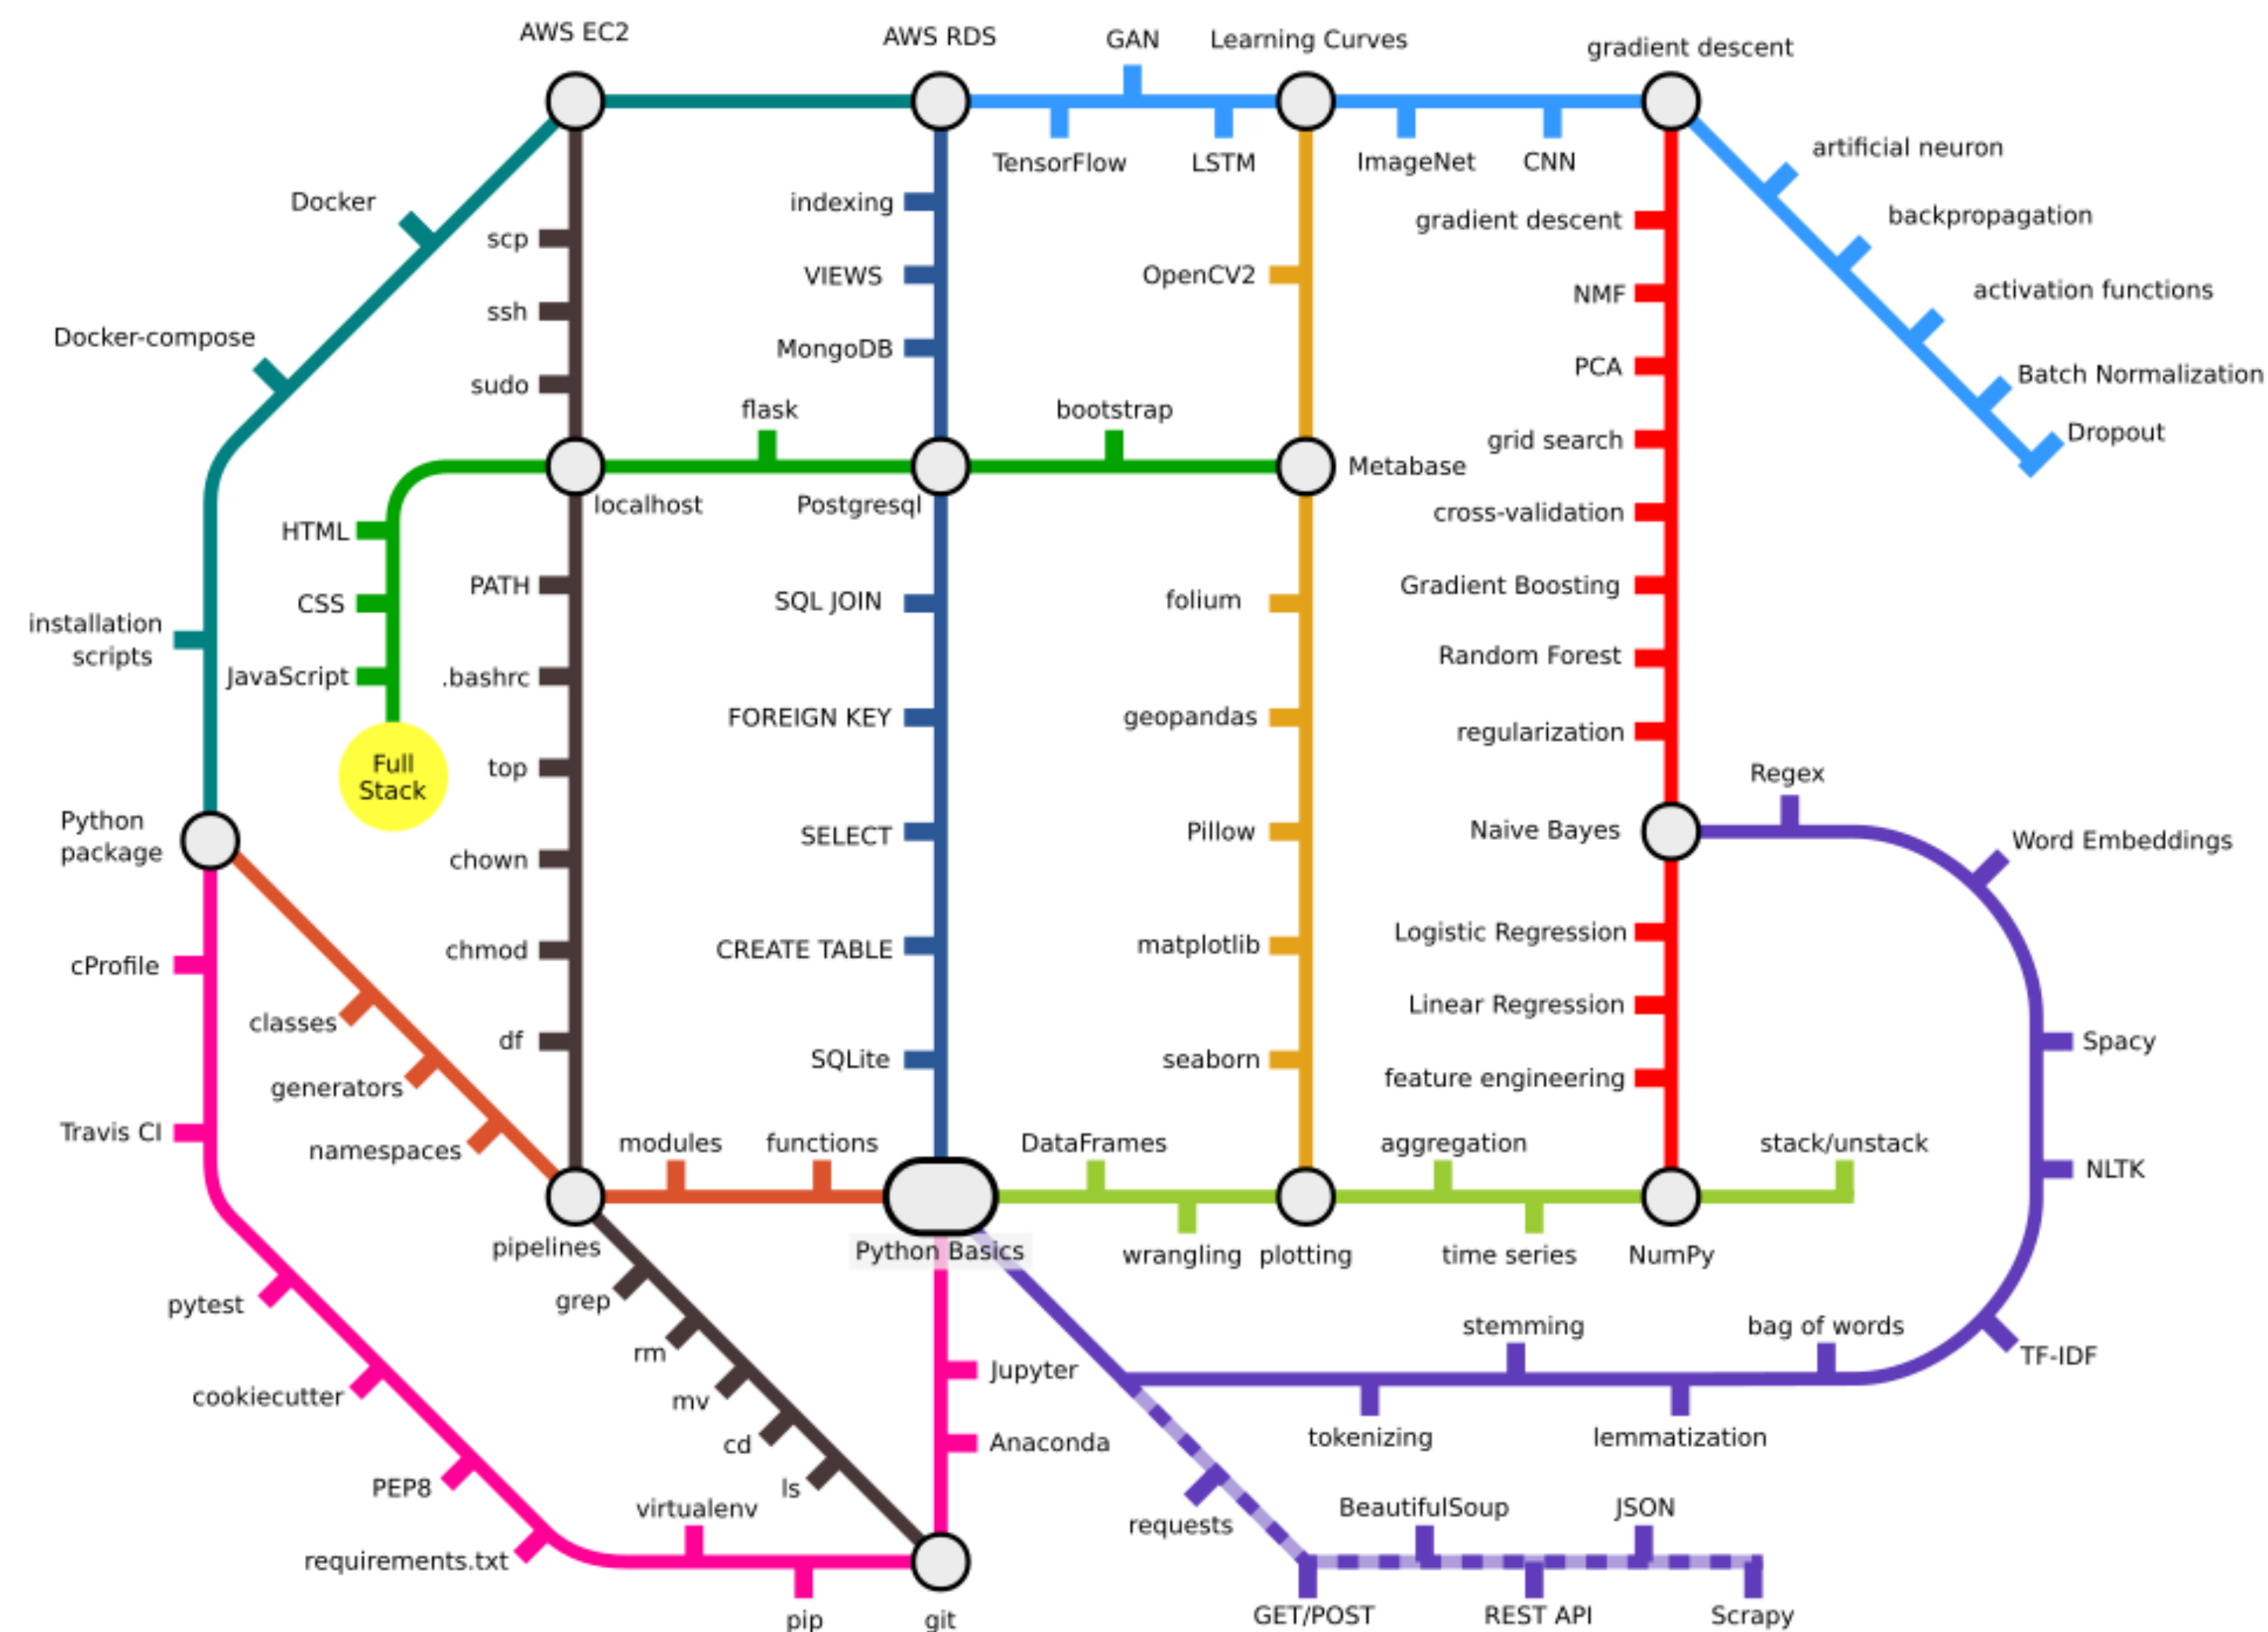 AWS EC2
AWS RDS
GAN
Learning Curves
gradient descent
TensorFlow
LSTM
ImageNet
CNN
artificial neuron
backpropagation
activation functions
Batch Normalization
Dropout
Docker
Docker-compose
installation
scripts
scp
ssh
sudo
indexing
VIEWS
MongoDB
OpenCV2
gradient descent
NMF
PCA
grid search
cross-validation
Gradient Boosting
Random Forest
regularization
flask
bootstrap
localhost
Postgresql
Metabase
HTML
CSS
JavaScript
Full
Stack
PATH
.bashrc
top
chown
chmod
df
SQL JOIN
FOREIGN KEY
SELECT
CREATE TABLE
SQLite
folium
geopandas
Pillow
matplotlib
seaborn
Naive Bayes
Logistic Regression
Linear Regression
feature engineering
Regex
Word Embeddings
Spacy
NLTK
TF-IDF
Python
package
cProfile
Travis CI
classes
generators
namespaces
modules
functions
DataFrames
aggregation
stack/unstack
pipelines
Python Basics
wrangling
plotting
time series
NumPy
pytest
cookiecutter
PEP8
requirements.txt
grep
rm
mv
cd
ls
virtualenv
pip
git
Jupyter
Anaconda
stemming
bag of words
tokenizing
lemmatization
requests
BeautifulSoup
JSON
GET/POST
REST API
Scrapy